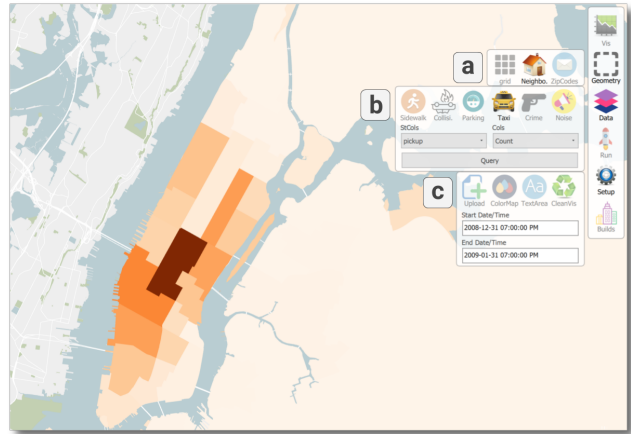 a
grid Neighbo. ZipCodes
b
Sidewalk Collisi. Parking Taxi Crime Noise
StCols Cols
pickup Count
Query
c
Upload ColorMap TextArea CleanVis
Aa
Start Date/Time
2008-12-31 07:00:00 PM
End Date/Time
2009-01-31 07:00:00 PM
Vis
Geometry
Data
Run
Setup
Builds